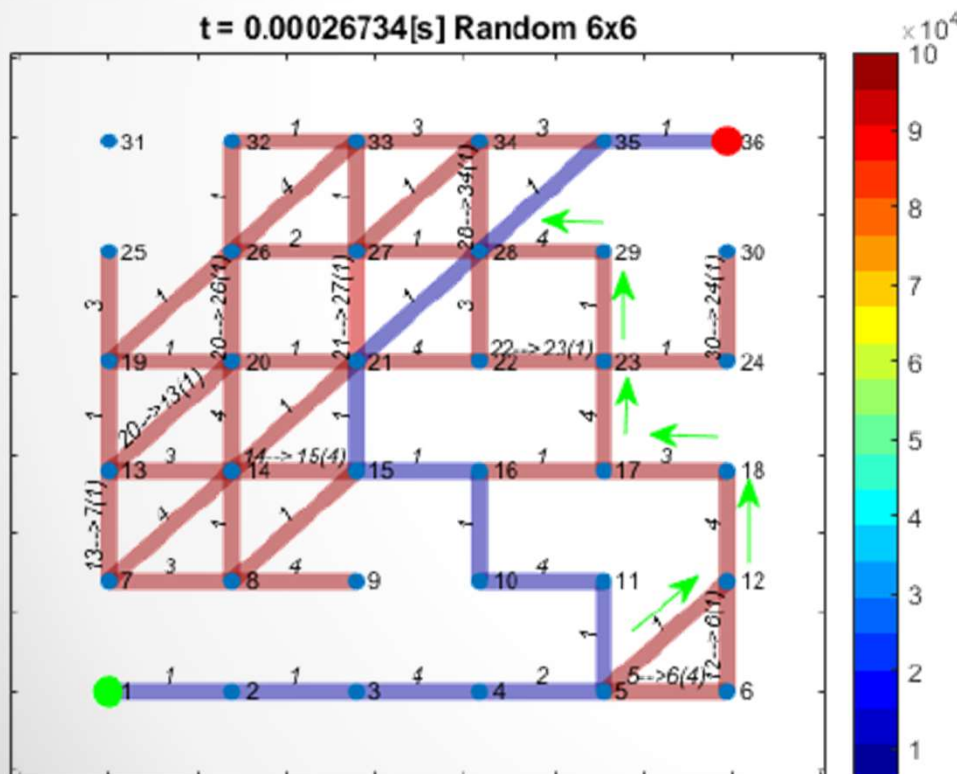 t = 0.00026734[s] Random 6x6
×10⁴
10
9
8
7
6
5
4
3
2
1
1 3 3 1
31 32 33 34 35 36
1 4 1 1 28-->34(1) 1
2 1 4
25 26 27 28 29 30
3 1 20-->26(1) 21-->27(1) 1 3 1 30-->24(1)
1 1 4 22-->23(1) 1
19 20 21 22 23 24
1 20-->13(1) 4 1 1 4
3 14-->15(4) 1 1 3
13 14 15 16 17 18
13-->7(1) 4 1 1 1 4
3 4 4
7 8 9 10 11 12
1 1 12-->6(1)
1 1 4 2 5-->6(4)
1 2 3 4 5 6